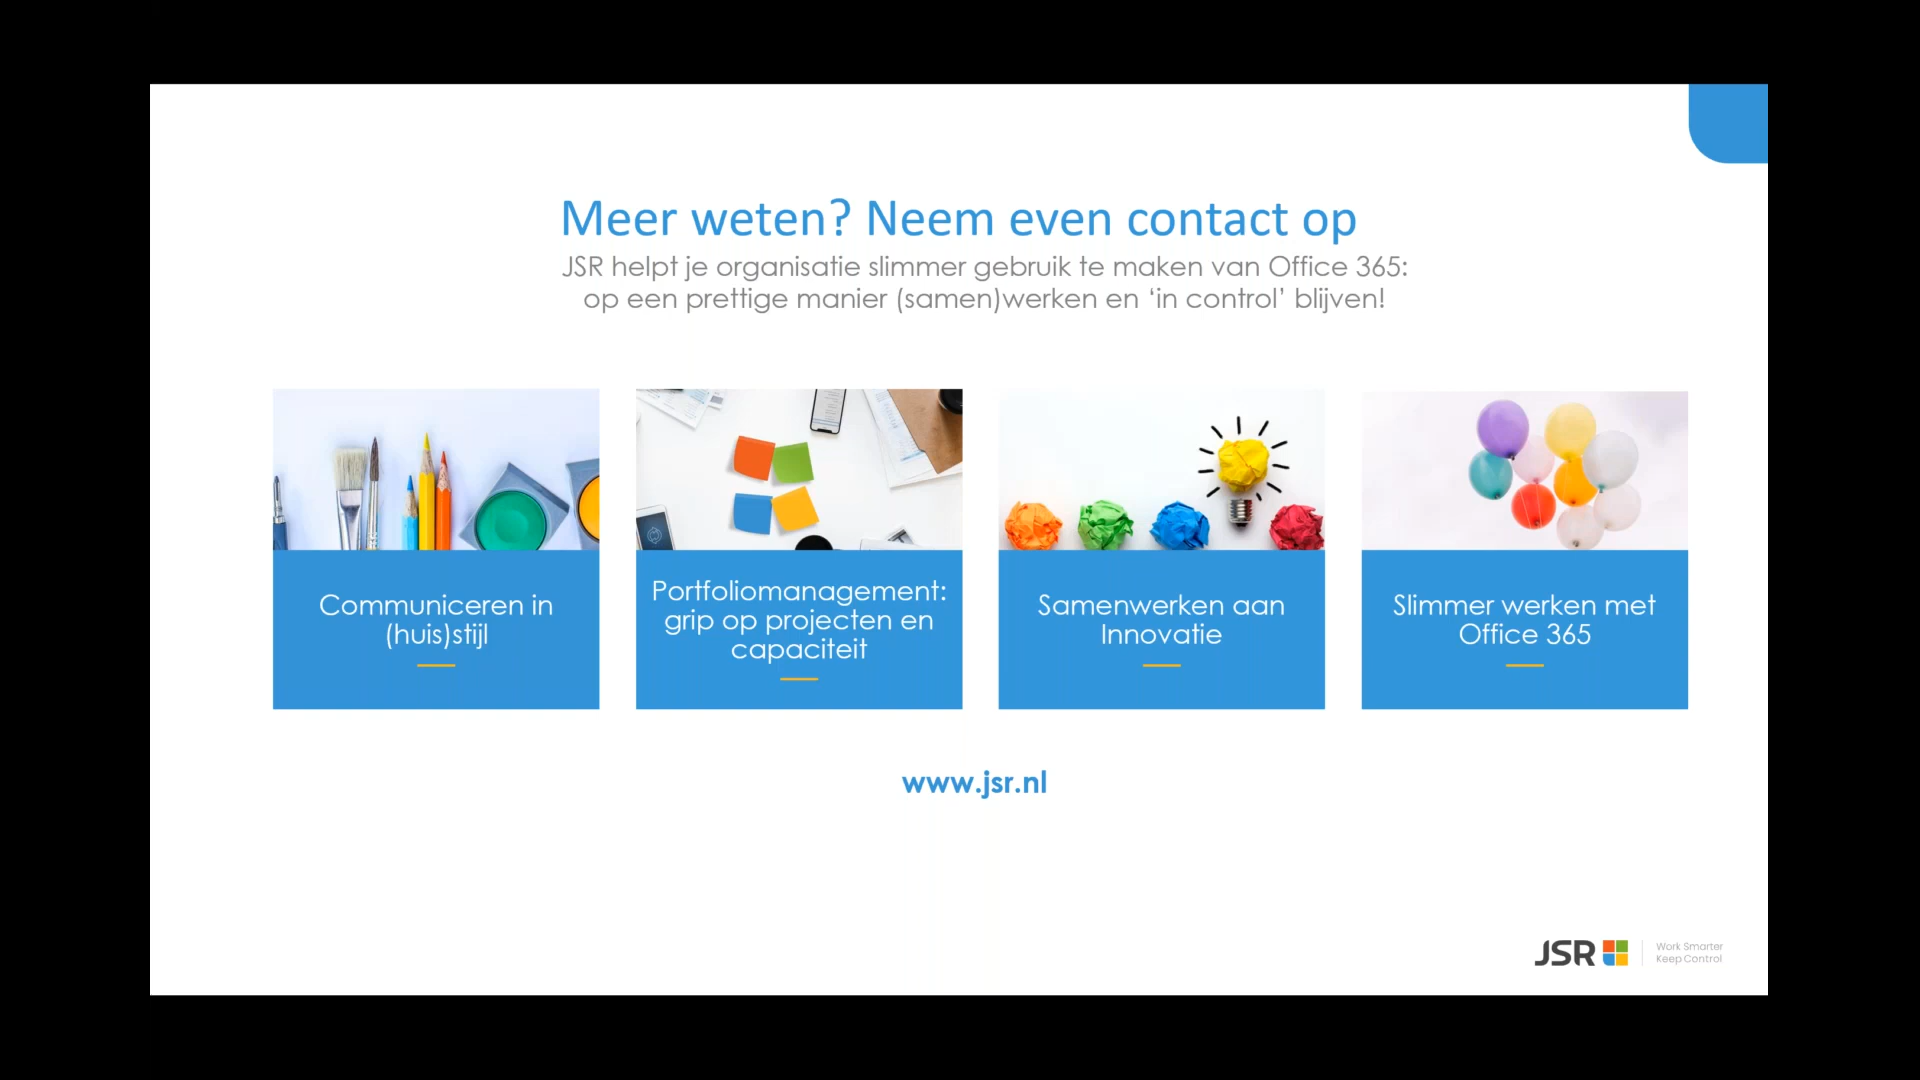 Meer weten? Neem even contact op
JSR helpt je organisatie slimmer gebruik te maken van Office 365:
op een prettige manier (samen)werken en ‘in control’ blijven!
Communiceren in
(huis)stijl
Portfoliomanagement:
grip op projecten en
capaciteit
Samenwerken aan
Innovatie
Slimmer werken met
Office 365
www.jsr.nl
JSR
Work Smarter
Keep Control